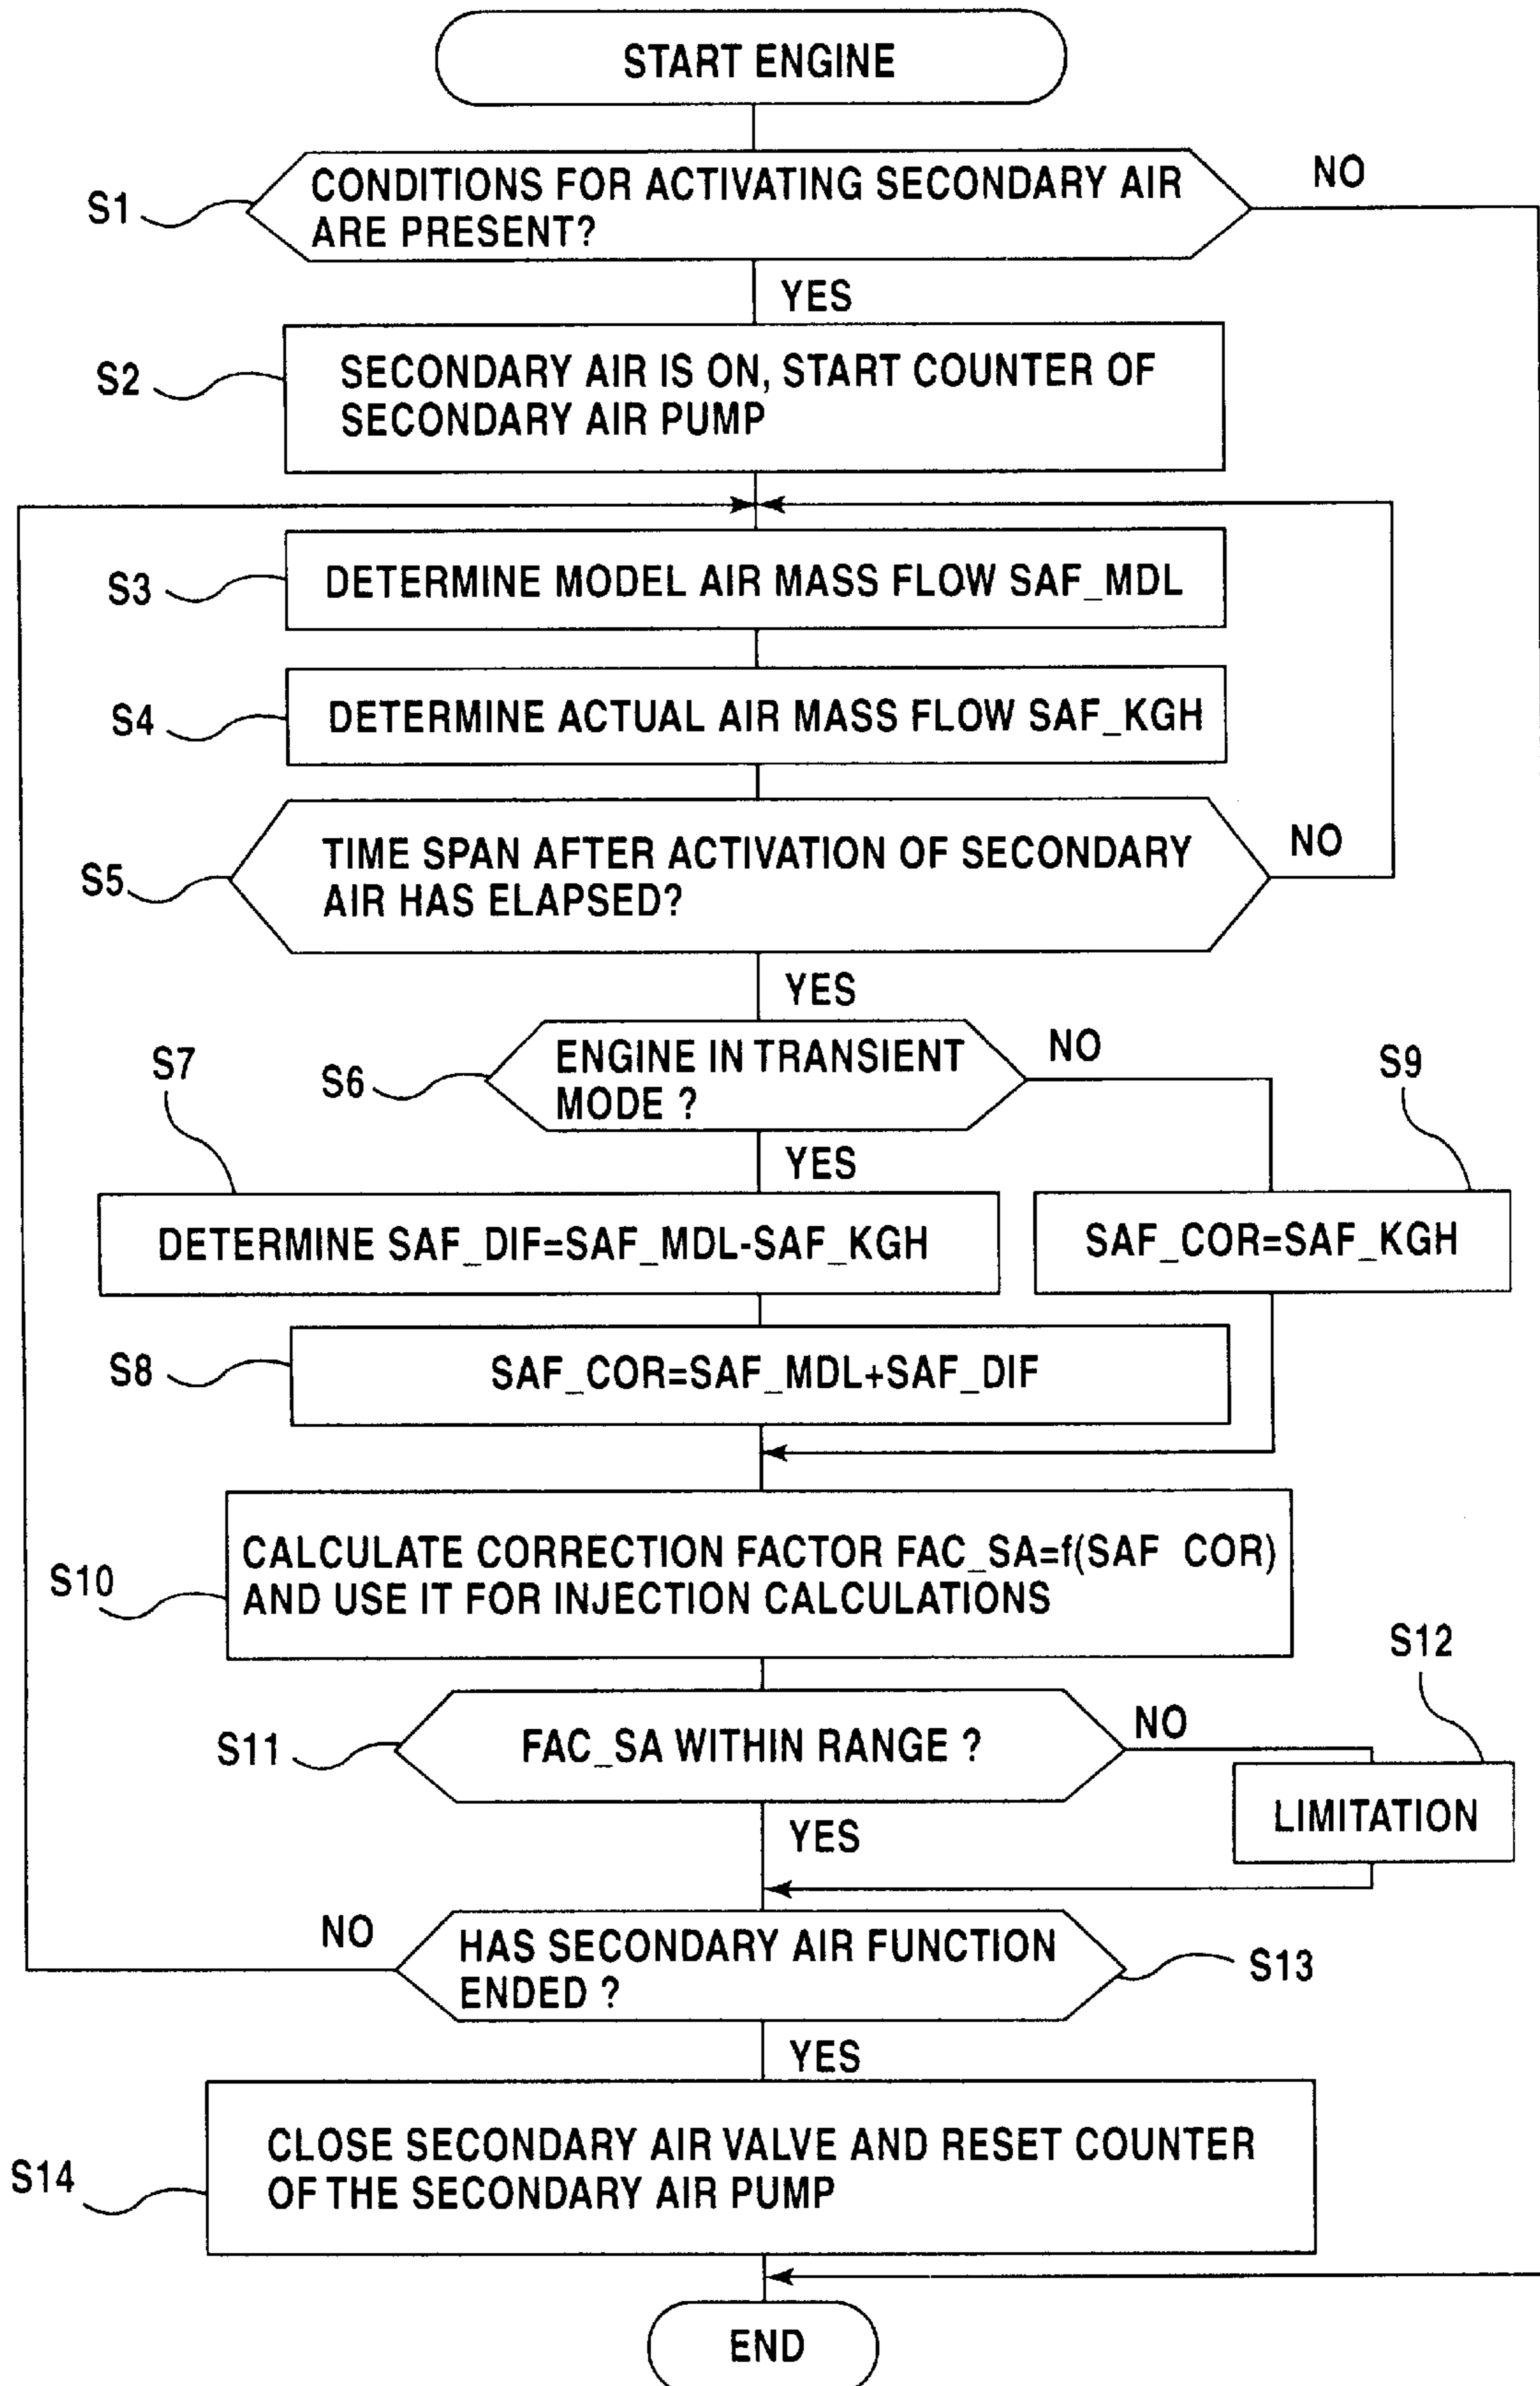 START ENGINE
S1
CONDITIONS FOR ACTIVATING SECONDARY AIR
ARE PRESENT?
NO
YES
S2
SECONDARY AIR IS ON, START COUNTER OF
SECONDARY AIR PUMP
S3
DETERMINE MODEL AIR MASS FLOW SAF_MDL
S4
DETERMINE ACTUAL AIR MASS FLOW SAF_KGH
S5
TIME SPAN AFTER ACTIVATION OF SECONDARY
AIR HAS ELAPSED?
NO
YES
S6
ENGINE IN TRANSIENT
MODE ?
NO
YES
S7
DETERMINE SAF_DIF=SAF_MDL-SAF_KGH
S9
SAF_COR=SAF_KGH
S8
SAF_COR=SAF_MDL+SAF_DIF
S10
CALCULATE CORRECTION FACTOR FAC_SA=f(SAF COR)
AND USE IT FOR INJECTION CALCULATIONS
S11
FAC_SA WITHIN RANGE ?
NO
S12
LIMITATION
YES
NO
HAS SECONDARY AIR FUNCTION
ENDED ?
S13
YES
S14
CLOSE SECONDARY AIR VALVE AND RESET COUNTER
OF THE SECONDARY AIR PUMP
END